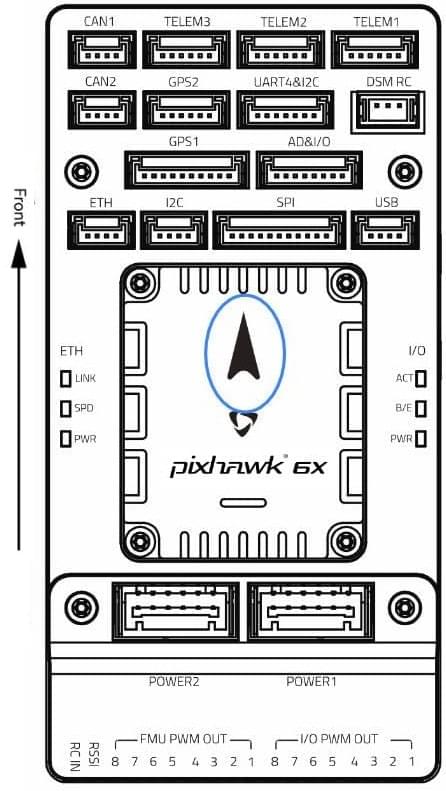 CAN1 TELEM3 TELEM2 TELEM1
CAN2 GPS2 UART4&I2C DSM RC
GPS1 AD&I/O
ETH I2C SPI USB
Front
ETH I/O
LINK ACT
SPD B/E
PWR PWR
pixhawk® 6x
POWER2 POWER1
FMU PWM OUT I/O PWM OUT
RC IN RSSI 8 7 6 5 4 3 2 1 8 7 6 5 4 3 2 1